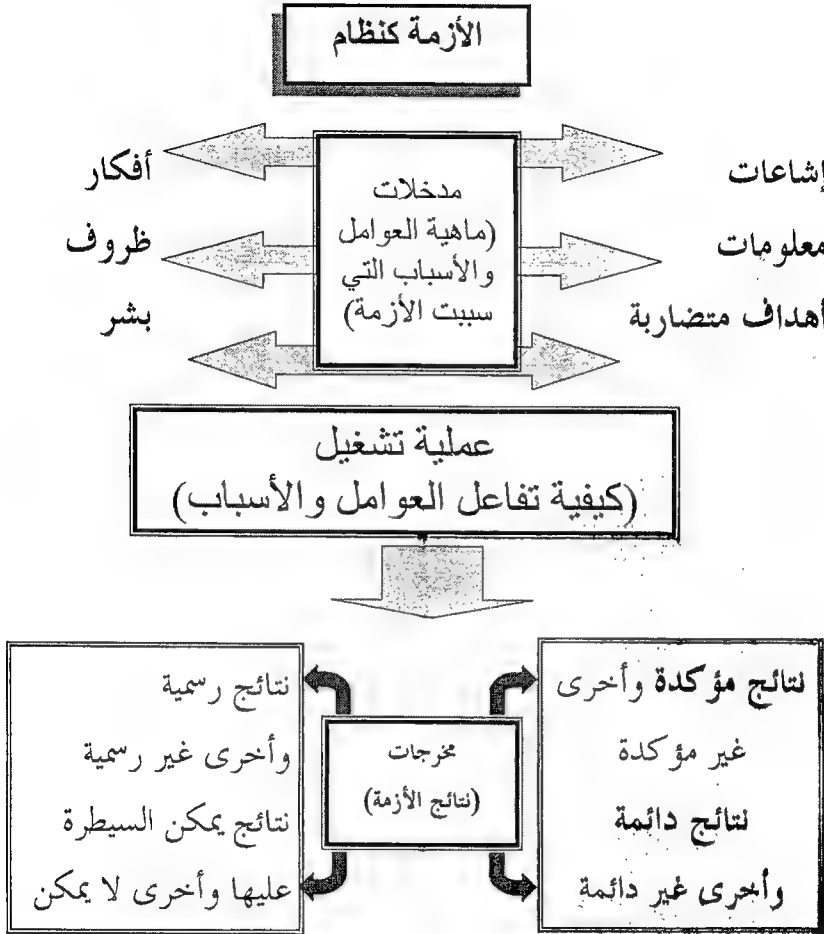 الأزمة كنظام
إشاعات
معلومات
أهداف متضاربة
مدخلات
(ماهية العوامل
والأسباب التي
سببت الأزمة)
أفكار
ظروف
بشر
عملية تشغيل
(كيفية تفاعل العوامل والأسباب)
نتائج مؤكدة وأخرى
غير مؤكدة
نتائج دائمة
وأخرى غير دائمة
مخرجات
(نتائج الأزمة)
نتائج رسمية
وأخرى غير رسمية
نتائج يمكن السيطرة
عليها وأخرى لا يمكن